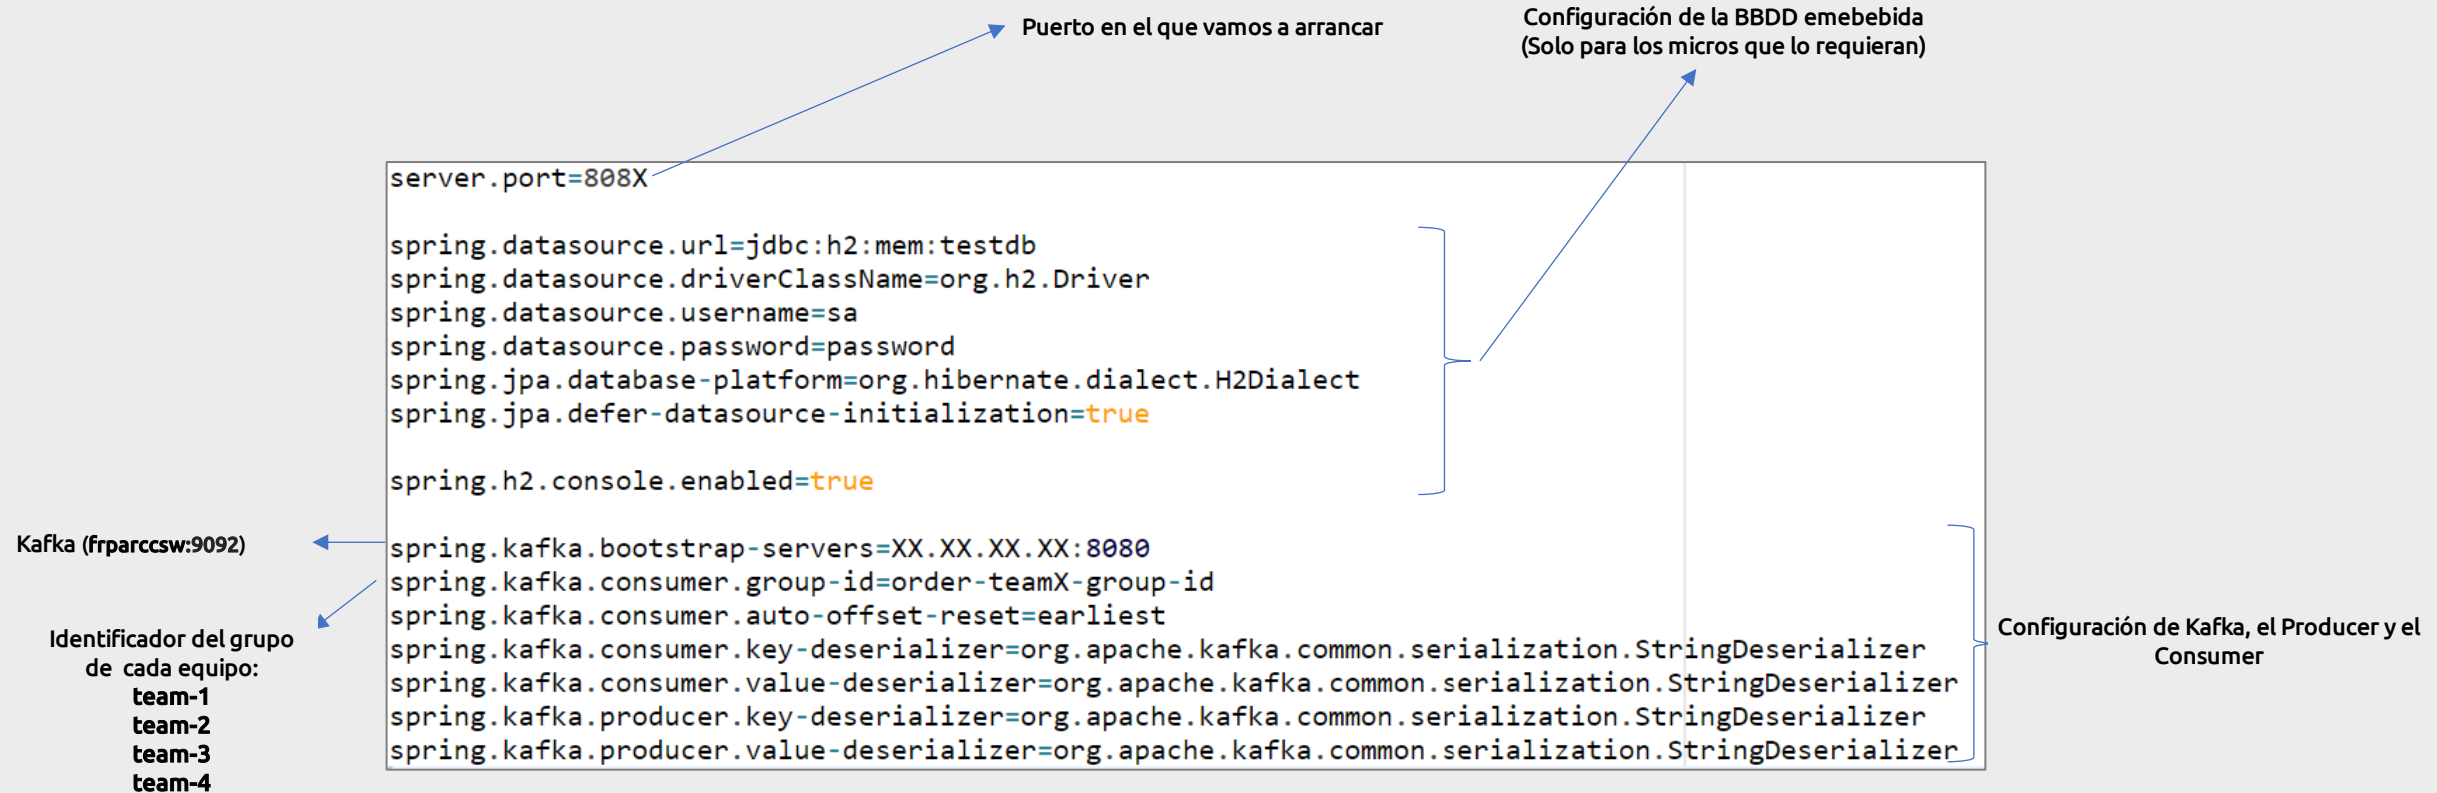 Puerto en el que vamos a arrancar
Configuración de la BBDD emebebida
(Solo para los micros que lo requieran)
server.port=808X
spring.datasource.url=jdbc:h2:mem:testdb
spring.datasource.driverClassName=org.h2.Driver
spring.datasource.username=sa
spring.datasource.password=password
spring.jpa.database-platform=org.hibernate.dialect.H2Dialect
spring.jpa.defer-datasource-initialization=true
spring.h2.console.enabled=true
Kafka (frparccsw:9092)
spring.kafka.bootstrap-servers=XX.XX.XX.XX:8080
spring.kafka.consumer.group-id=order-teamX-group-id
spring.kafka.consumer.auto-offset-reset=earliest
spring.kafka.consumer.key-deserializer=org.apache.kafka.common.serialization.StringDeserializer
spring.kafka.consumer.value-deserializer=org.apache.kafka.common.serialization.StringDeserializer
spring.kafka.producer.key-deserializer=org.apache.kafka.common.serialization.StringDeserializer
spring.kafka.producer.value-deserializer=org.apache.kafka.common.serialization.StringDeserializer
Identificador del grupo
de cada equipo:
team-1
team-2
team-3
team-4
Configuración de Kafka, el Producer y el
Consumer